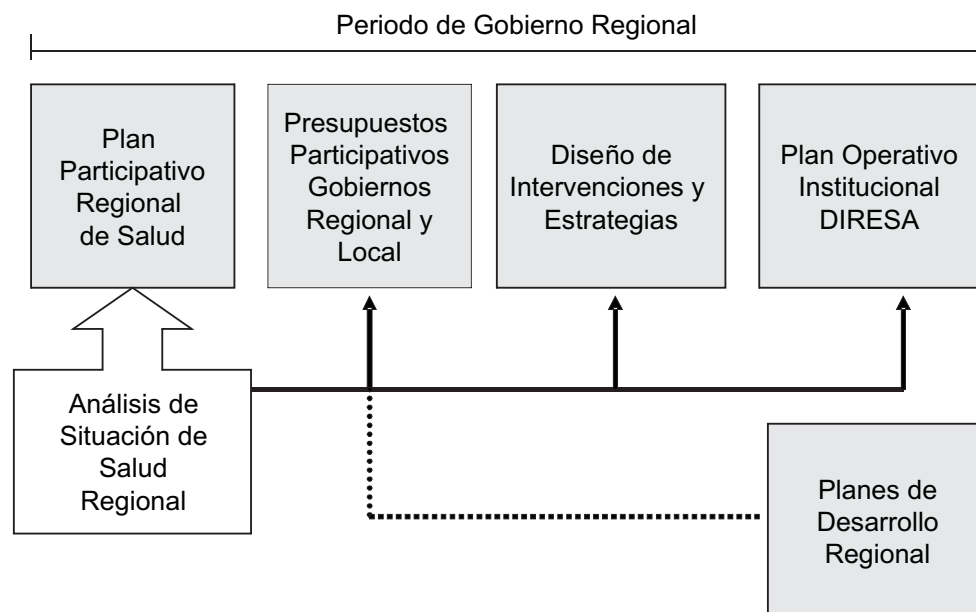 Periodo de Gobierno Regional
Plan
Participativo
Regional
de Salud
Presupuestos
Participativos
Gobiernos
Regional y
Local
Diseño de
Intervenciones y
Estrategias
Plan Operativo
Institucional
DIRESA
Análisis de
Situación de
Salud
Regional
Planes de
Desarrollo
Regional